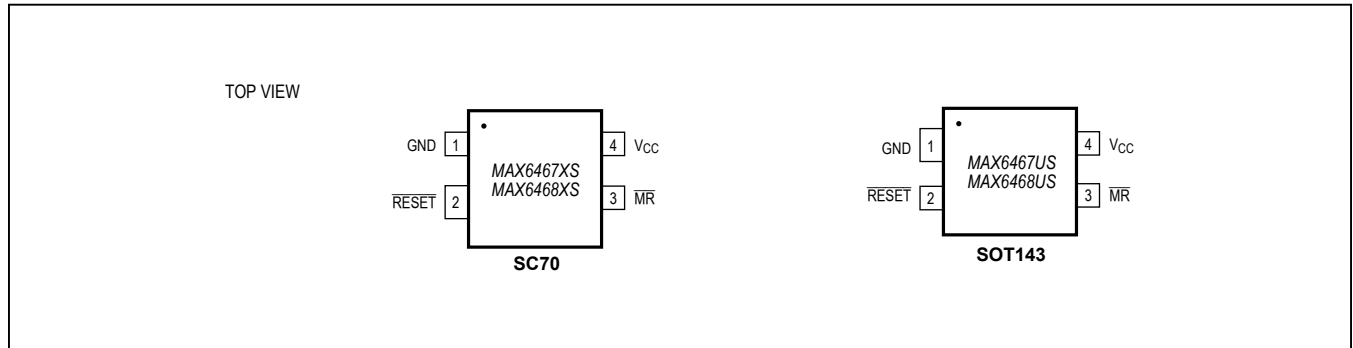 TOP VIEW
GND 1
MAX6467XS
MAX6468XS
4 VCC
RESET 2
3 MR
SC70
GND 1
MAX6467US
MAX6468US
4 VCC
RESET 2
3 MR
SOT143